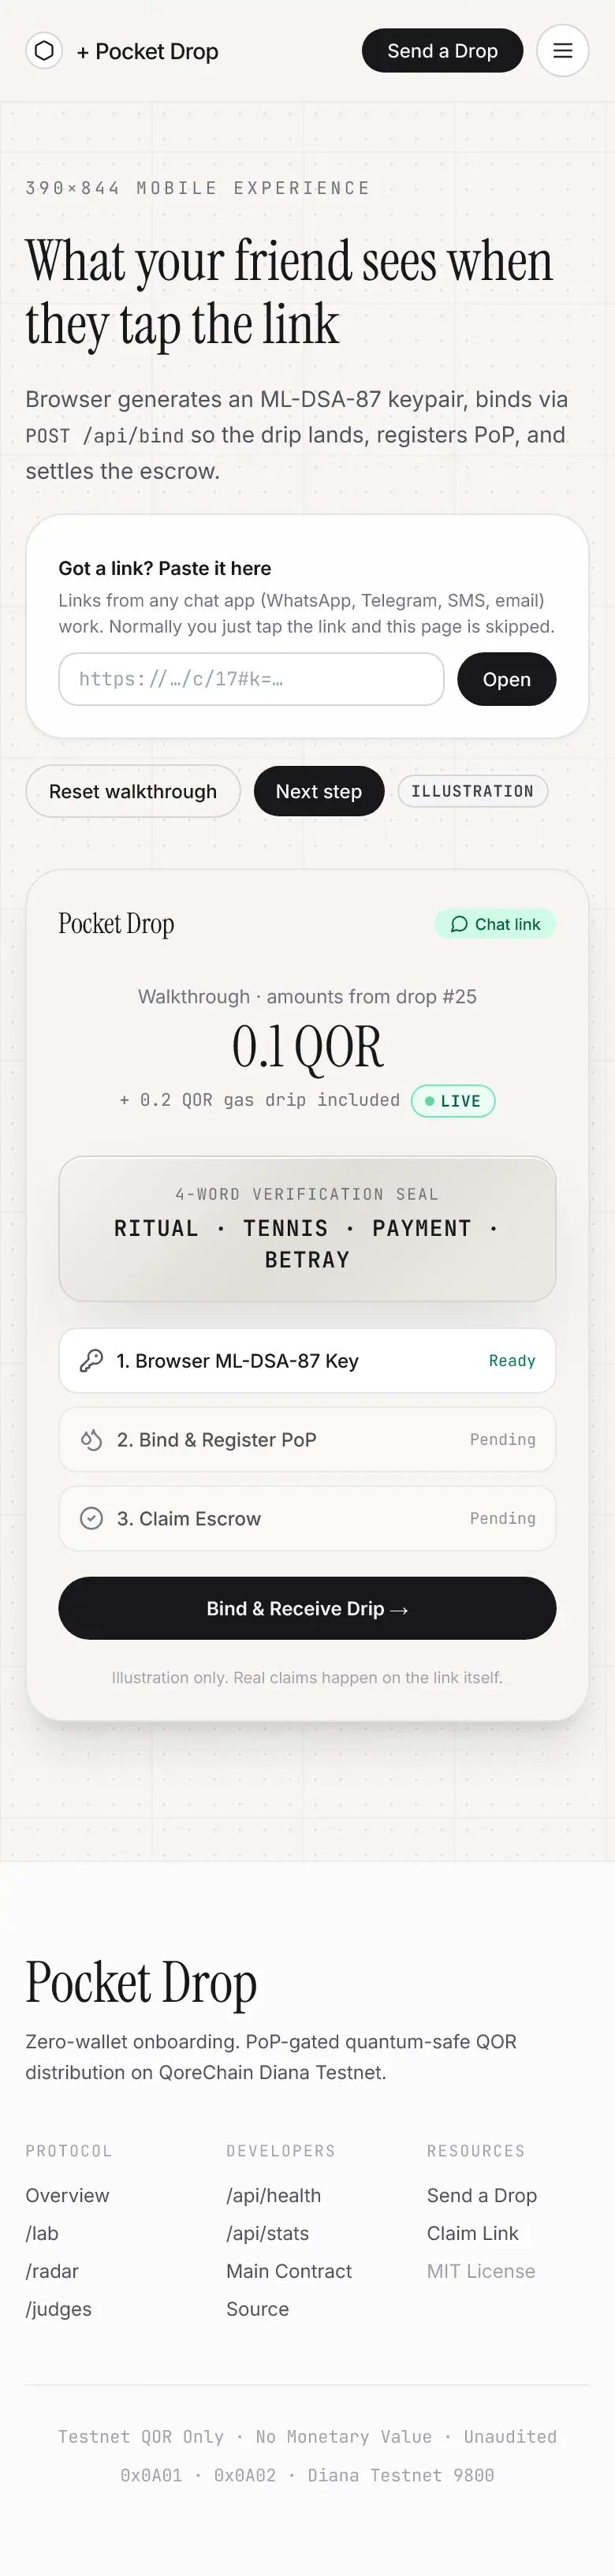 + Pocket Drop
Send a Drop
390×844 MOBILE EXPERIENCE
What your friend sees when
they tap the link
Browser generates an ML-DSA-87 keypair, binds via
POST /api/bind so the drip lands, registers PoP, and
settles the escrow.
Got a link? Paste it here
Links from any chat app (WhatsApp, Telegram, SMS, email)
work. Normally you just tap the link and this page is skipped.
https://…/c/17#k=…
Open
Reset walkthrough
Next step
ILLUSTRATION
Pocket Drop
Chat link
Walkthrough · amounts from drop #25
0.1 QOR
+ 0.2 QOR gas drip included
LIVE
4-WORD VERIFICATION SEAL
RITUAL · TENNIS · PAYMENT ·
BETRAY
1. Browser ML-DSA-87 Key
Ready
2. Bind & Register PoP
Pending
3. Claim Escrow
Pending
Bind & Receive Drip →
Illustration only. Real claims happen on the link itself.
Pocket Drop
Zero-wallet onboarding. PoP-gated quantum-safe QOR
distribution on QoreChain Diana Testnet.
PROTOCOL
Overview
/lab
/radar
/judges
DEVELOPERS
/api/health
/api/stats
Main Contract
Source
RESOURCES
Send a Drop
Claim Link
MIT License
Testnet QOR Only · No Monetary Value · Unaudited
0x0A01 · 0x0A02 · Diana Testnet 9800